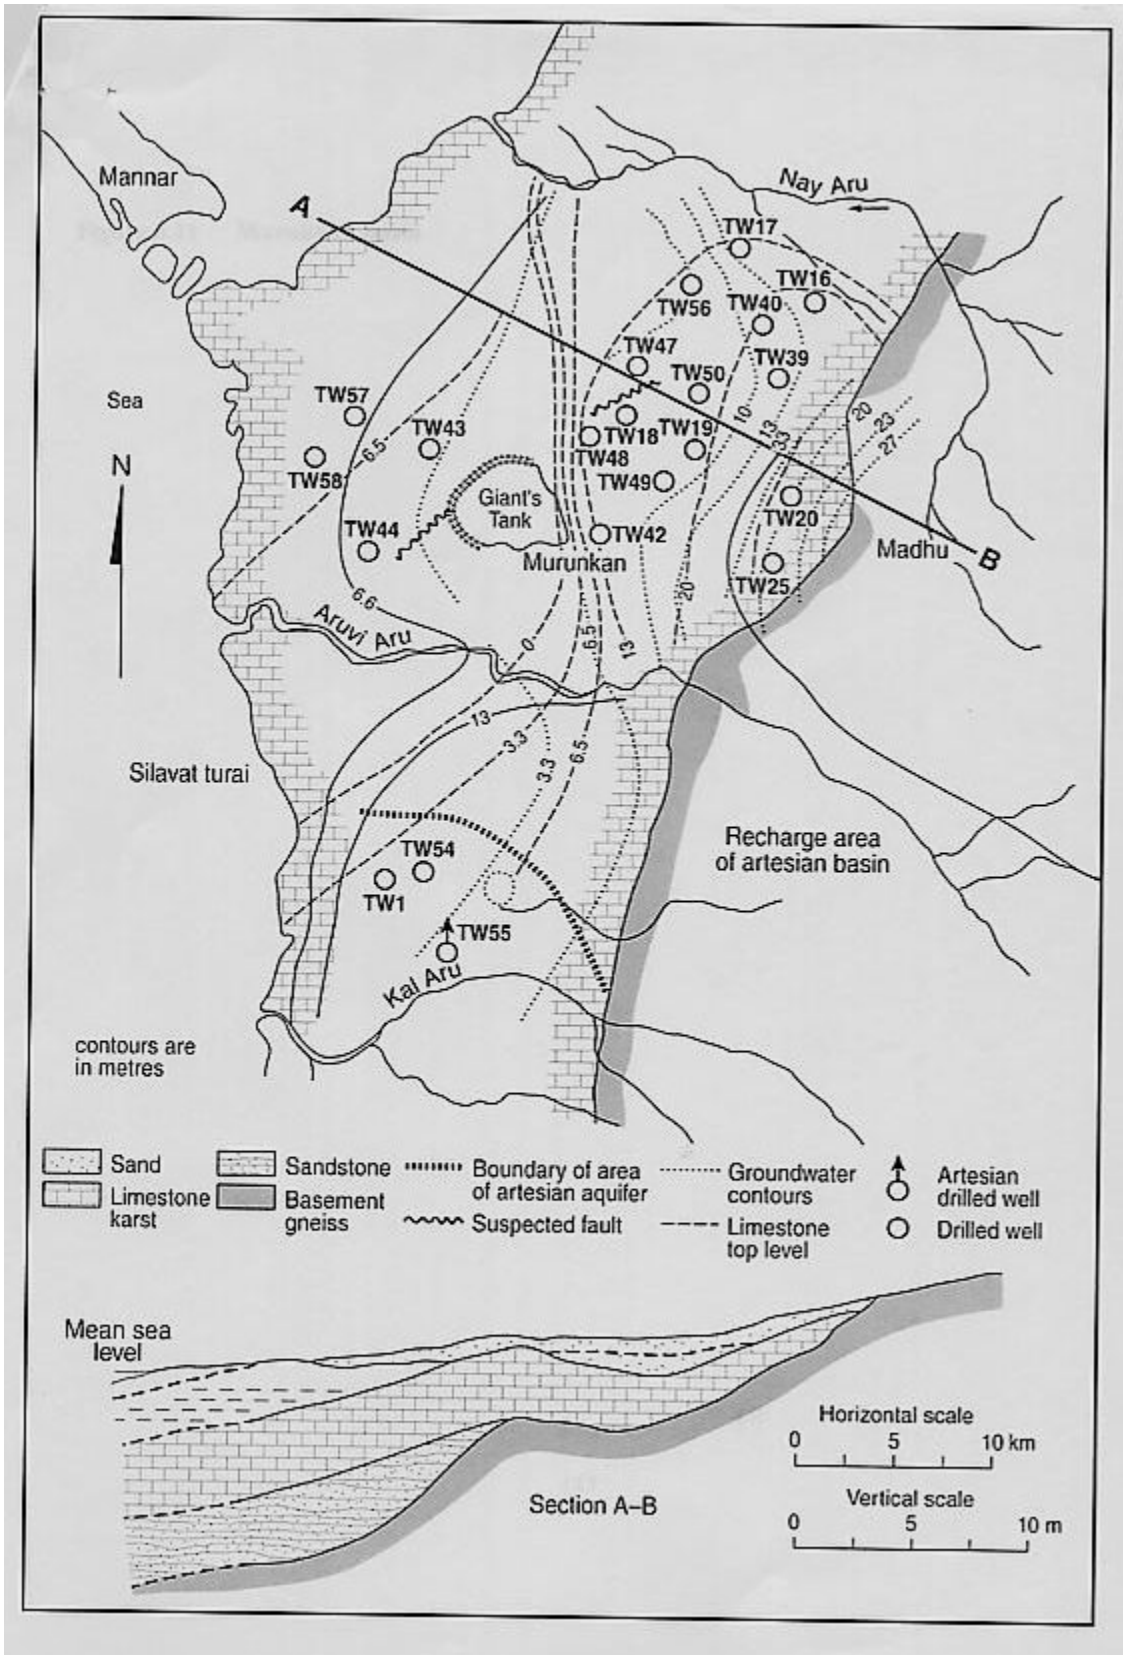 Mannar
Nay Aru
A
TW17
TW16
TW56
TW40
TW47
TW39
TW50
Sea
TW57
20
10
23
13
33
27
TW43
6.5
TW18
TW19
TW48
N
TW58
TW49
Giant's
Tank
TW20
TW44
TW42
Murunkan
Madhu
B
TW25
20
6.6
Aruvi Aru
0
6.5
13
13
3.3
3.3
6.5
Silavat turai
Recharge area
of artesian basin
TW54
TW1
TW55
Kal Aru
contours are
in metres
Sand
Sandstone
Boundary of area
of artesian aquifer
Groundwater
contours
Artesian
drilled well
Limestone
karst
Basement
gneiss
Suspected fault
Limestone
top level
Drilled well
Mean sea
level
Horizontal scale
0 5 10 km
Section A–B
Vertical scale
0 5 10 m